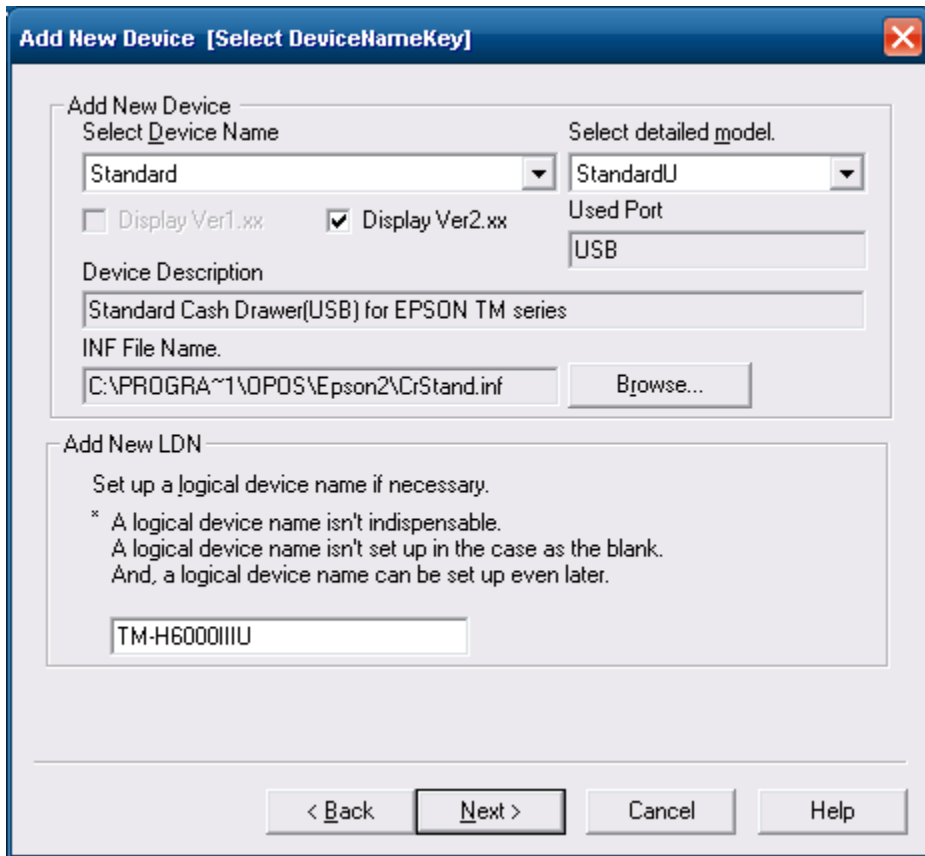 Add New Device [Select DeviceNameKey]
Add New Device
Select Device Name
Select detailed model.
Standard
StandardU
Display Ver1.xx
Display Ver2.xx
Used Port
USB
Device Description
Standard Cash Drawer(USB) for EPSON TM series
INF File Name.
C:\PROGRA~1\OPOS\Epson2\CrStand.inf
Browse...
Add New LDN
Set up a logical device name if necessary.
* A logical device name isn't indispensable.
A logical device name isn't set up in the case as the blank.
And, a logical device name can be set up even later.
TM-H6000IIIU
< Back
Next >
Cancel
Help